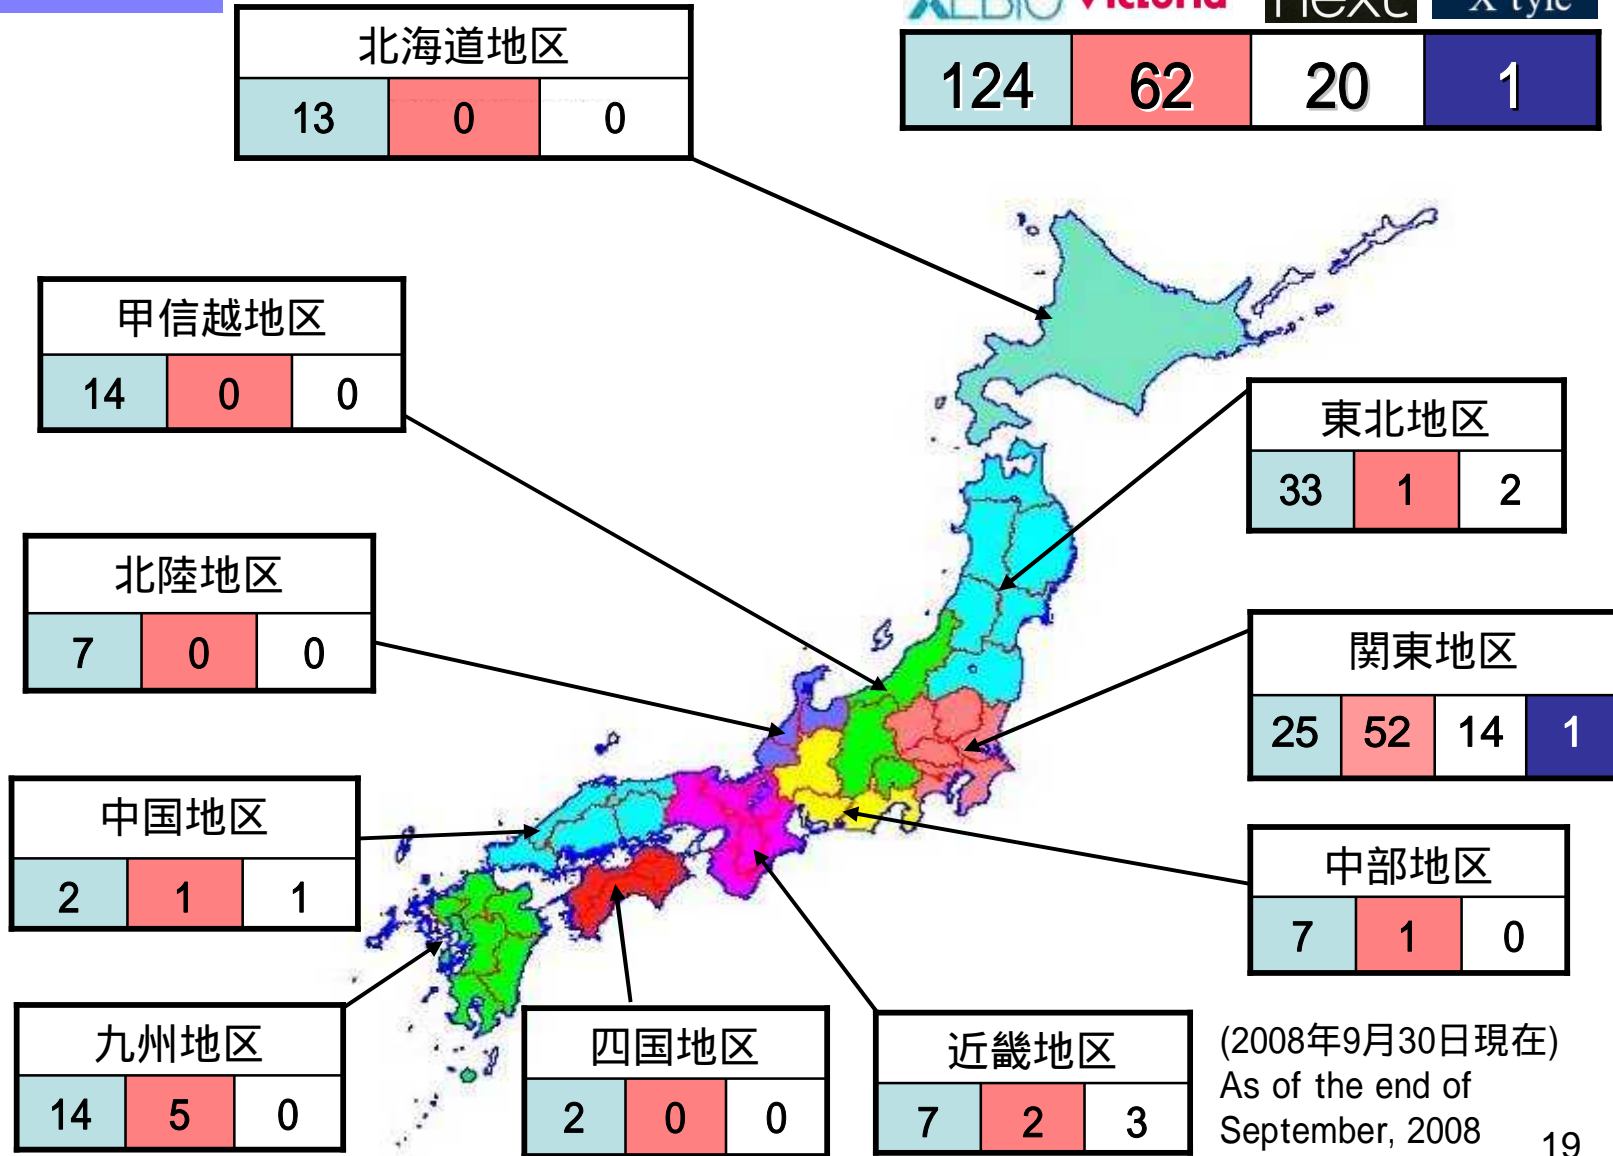 XEBIO Victoria next X-tyle
124 62 20 1
北海道地区
13 0 0
甲信越地区
14 0 0
東北地区
33 1 2
北陸地区
7 0 0
関東地区
25 52 14 1
中国地区
2 1 1
中部地区
7 1 0
九州地区
14 5 0
四国地区
2 0 0
近畿地区
7 2 3
(2008年9月30日現在)
As of the end of
September, 2008
19